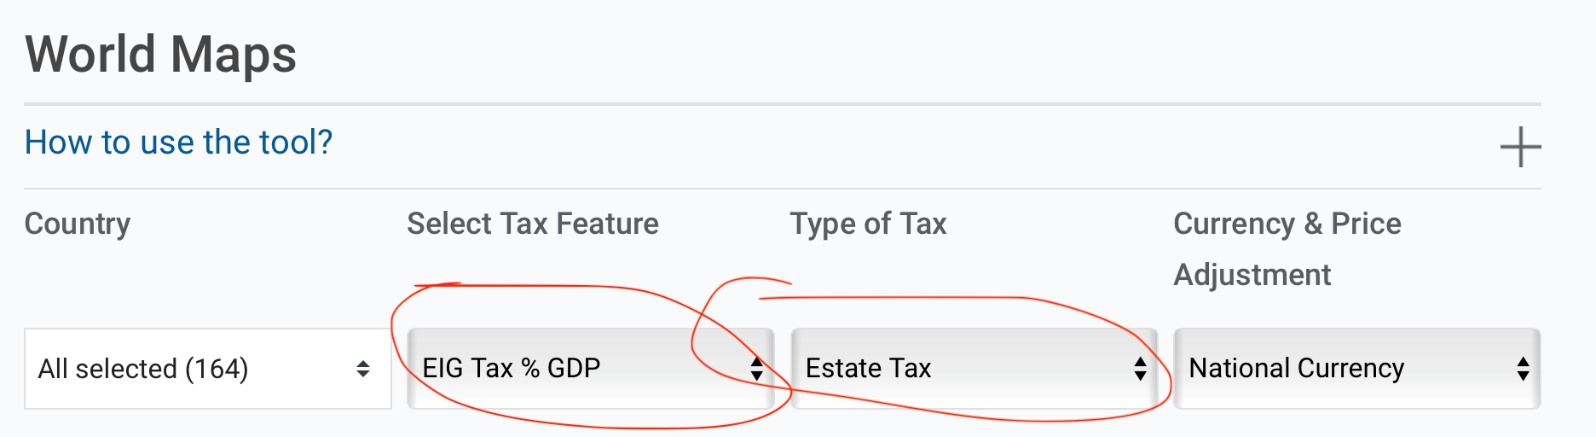 World Maps
How to use the tool?
Country
Select Tax Feature
Type of Tax
Currency & Price
Adjustment
All selected (164)
EIG Tax % GDP
Estate Tax
National Currency